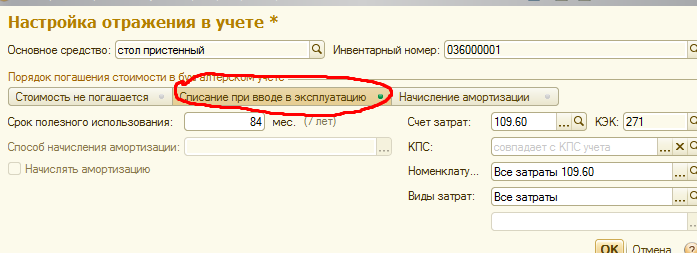 Настройка отражения в учете *
Основное средство: стол пристенный Инвентарный номер: 036000001
Порядок погашения стоимости в бухгалтерском учете
Стоимость не погашается Списание при вводе в эксплуатацию Начисление амортизации
Срок полезного использования: 84 мес. (7 лет) Счет затрат: 109.60 ... КЭК: 271
Способ начисления амортизации: ... КПС: совпадает с КПС учета ... ×
Начислять амортизацию Номенклату... Все затраты 109.60 ...
Виды затрат: Все затраты ...
...
OK Отмена ?